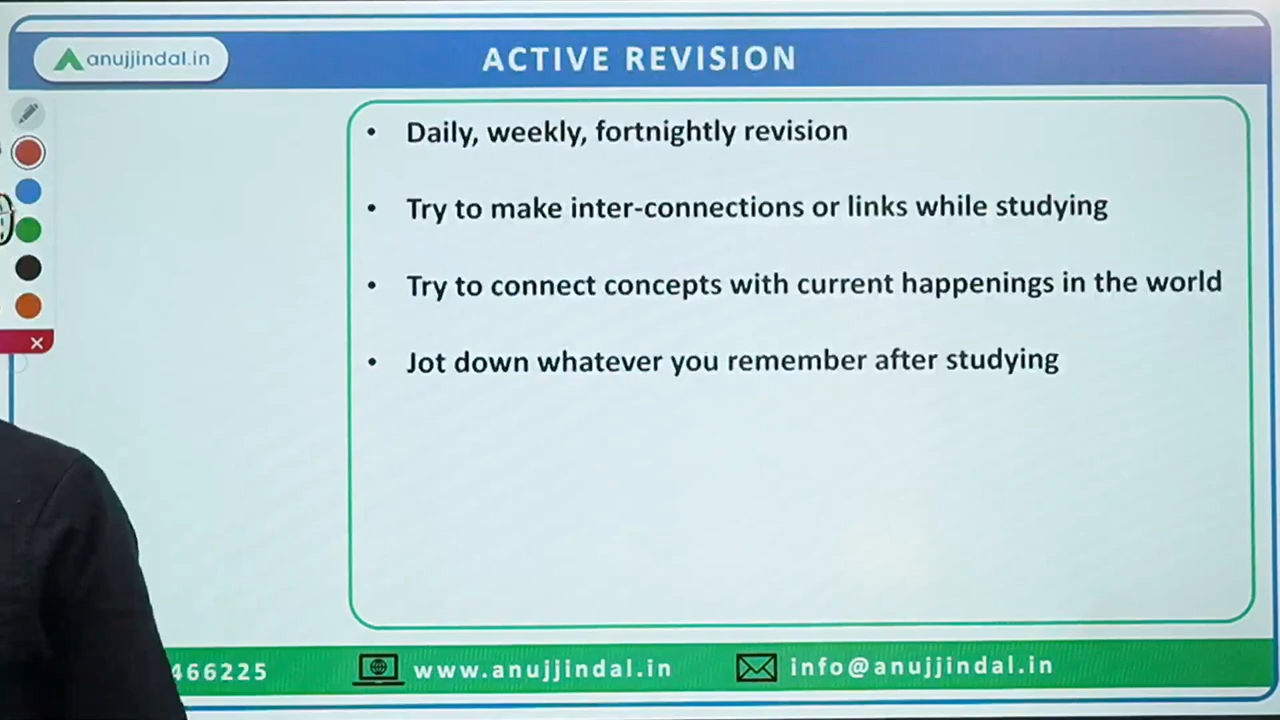 anujjindal.in
ACTIVE REVISION
• Daily, weekly, fortnightly revision
• Try to make inter-connections or links while studying
• Try to connect concepts with current happenings in the world
• Jot down whatever you remember after studying
466225
www.anujjindal.in
info@anujjindal.in